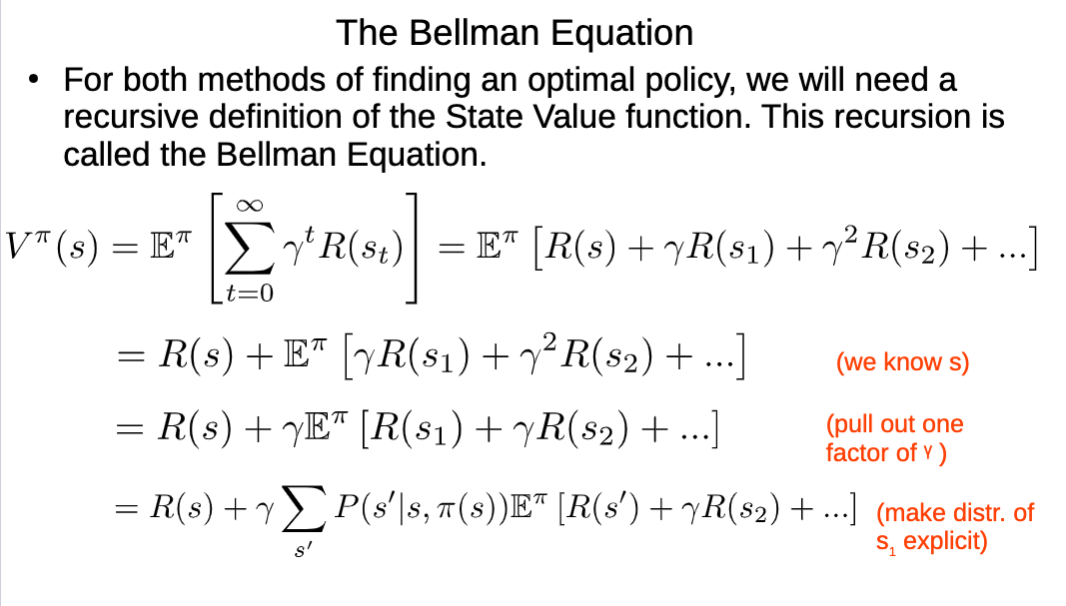 The Bellman Equation
• For both methods of finding an optimal policy, we will need a
recursive definition of the State Value function. This recursion is
called the Bellman Equation.
$V^\pi(s) = \mathbb{E}^\pi \left[ \sum_{t=0}^{\infty} \gamma^t R(s_t) \right] = \mathbb{E}^\pi \left[ R(s) + \gamma R(s_1) + \gamma^2 R(s_2) + ... \right]$
$= R(s) + \mathbb{E}^\pi \left[ \gamma R(s_1) + \gamma^2 R(s_2) + ... \right]$ (we know s)
$= R(s) + \gamma \mathbb{E}^\pi \left[ R(s_1) + \gamma R(s_2) + ... \right]$ (pull out one
factor of γ )
$= R(s) + \gamma \sum_{s'} P(s'|s, \pi(s)) \mathbb{E}^\pi \left[ R(s') + \gamma R(s_2) + ... \right]$ (make distr. of
s₁ explicit)